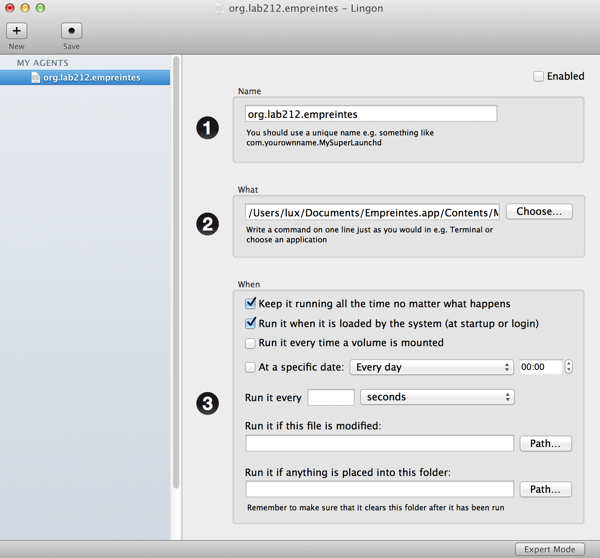 org.lab212.empreintes – Lingon
New
Save
MY AGENTS
org.lab212.empreintes
Enabled
Name
1
org.lab212.empreintes
You should use a unique name e.g. something like
com.yourownname.MySuperLaunchd
What
2
/Users/lux/Documents/Empreintes.app/Contents/M
Choose...
Write a command on one line just as you would in e.g. Terminal or
choose an application
When
3
Keep it running all the time no matter what happens
Run it when it is loaded by the system (at startup or login)
Run it every time a volume is mounted
At a specific date: Every day 00:00
Run it every seconds
Run it if this file is modified:
Path...
Run it if anything is placed into this folder:
Path...
Remember to make sure that it clears this folder after it has been run
Expert Mode